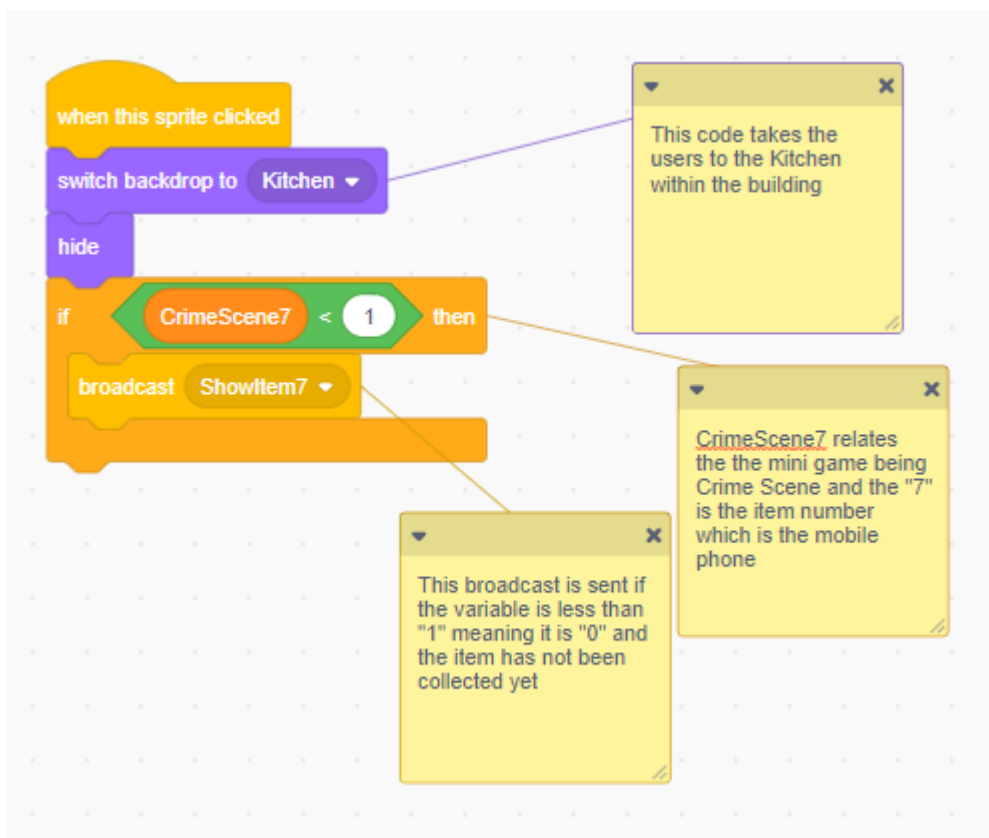 when this sprite clicked
switch backdrop to Kitchen
hide
if CrimeScene7 < 1 then
broadcast ShowItem7
This code takes the
users to the Kitchen
within the building
CrimeScene7 relates
the the mini game being
Crime Scene and the "7"
is the item number
which is the mobile
phone
This broadcast is sent if
the variable is less than
"1" meaning it is "0" and
the item has not been
collected yet